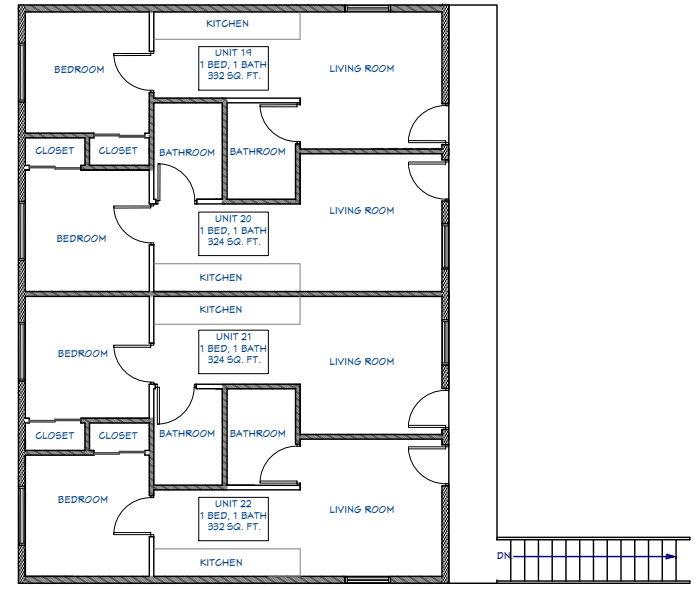 KITCHEN
UNIT 19
1 BED, 1 BATH
332 SQ. FT.
BEDROOM
LIVING ROOM
CLOSET
CLOSET
BATHROOM
BATHROOM
LIVING ROOM
UNIT 20
1 BED, 1 BATH
324 SQ. FT.
BEDROOM
KITCHEN
KITCHEN
UNIT 21
1 BED, 1 BATH
324 SQ. FT.
BEDROOM
LIVING ROOM
CLOSET
CLOSET
BATHROOM
BATHROOM
BEDROOM
UNIT 22
1 BED, 1 BATH
332 SQ. FT.
LIVING ROOM
KITCHEN
DN